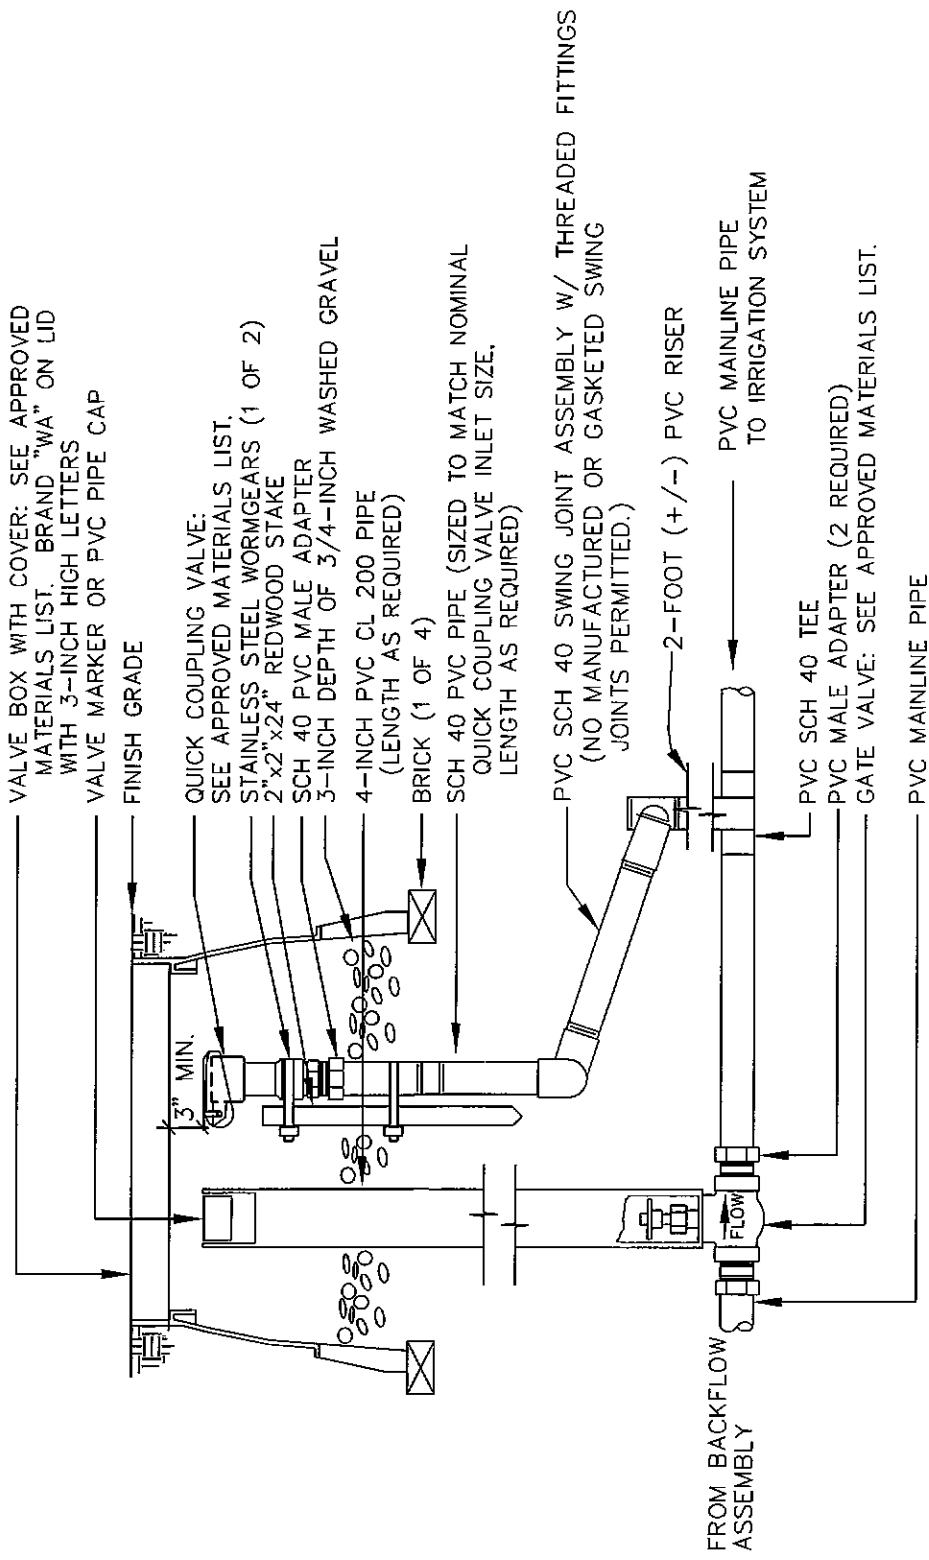 VALVE BOX WITH COVER: SEE APPROVED
MATERIALS LIST. BRAND "WA" ON LID
WITH 3-INCH HIGH LETTERS
VALVE MARKER OR PVC PIPE CAP
FINISH GRADE
3" MIN.
QUICK COUPLING VALVE:
SEE APPROVED MATERIALS LIST.
STAINLESS STEEL WORMGEARS (1 OF 2)
2"x2"x24" REDWOOD STAKE
SCH 40 PVC MALE ADAPTER
3-INCH DEPTH OF 3/4-INCH WASHED GRAVEL
4-INCH PVC CL 200 PIPE
(LENGTH AS REQUIRED)
BRICK (1 OF 4)
SCH 40 PVC PIPE (SIZED TO MATCH NOMINAL
QUICK COUPLING VALVE INLET SIZE,
LENGTH AS REQUIRED)
PVC SCH 40 SWING JOINT ASSEMBLY W/ THREADED FITTINGS
(NO MANUFACTURED OR GASKETED SWING
JOINTS PERMITTED.)
2-FOOT (+/-) PVC RISER
PVC MAINLINE PIPE
TO IRRIGATION SYSTEM
FLOW
FROM BACKFLOW
ASSEMBLY
PVC SCH 40 TEE
PVC MALE ADAPTER (2 REQUIRED)
GATE VALVE: SEE APPROVED MATERIALS LIST.
PVC MAINLINE PIPE